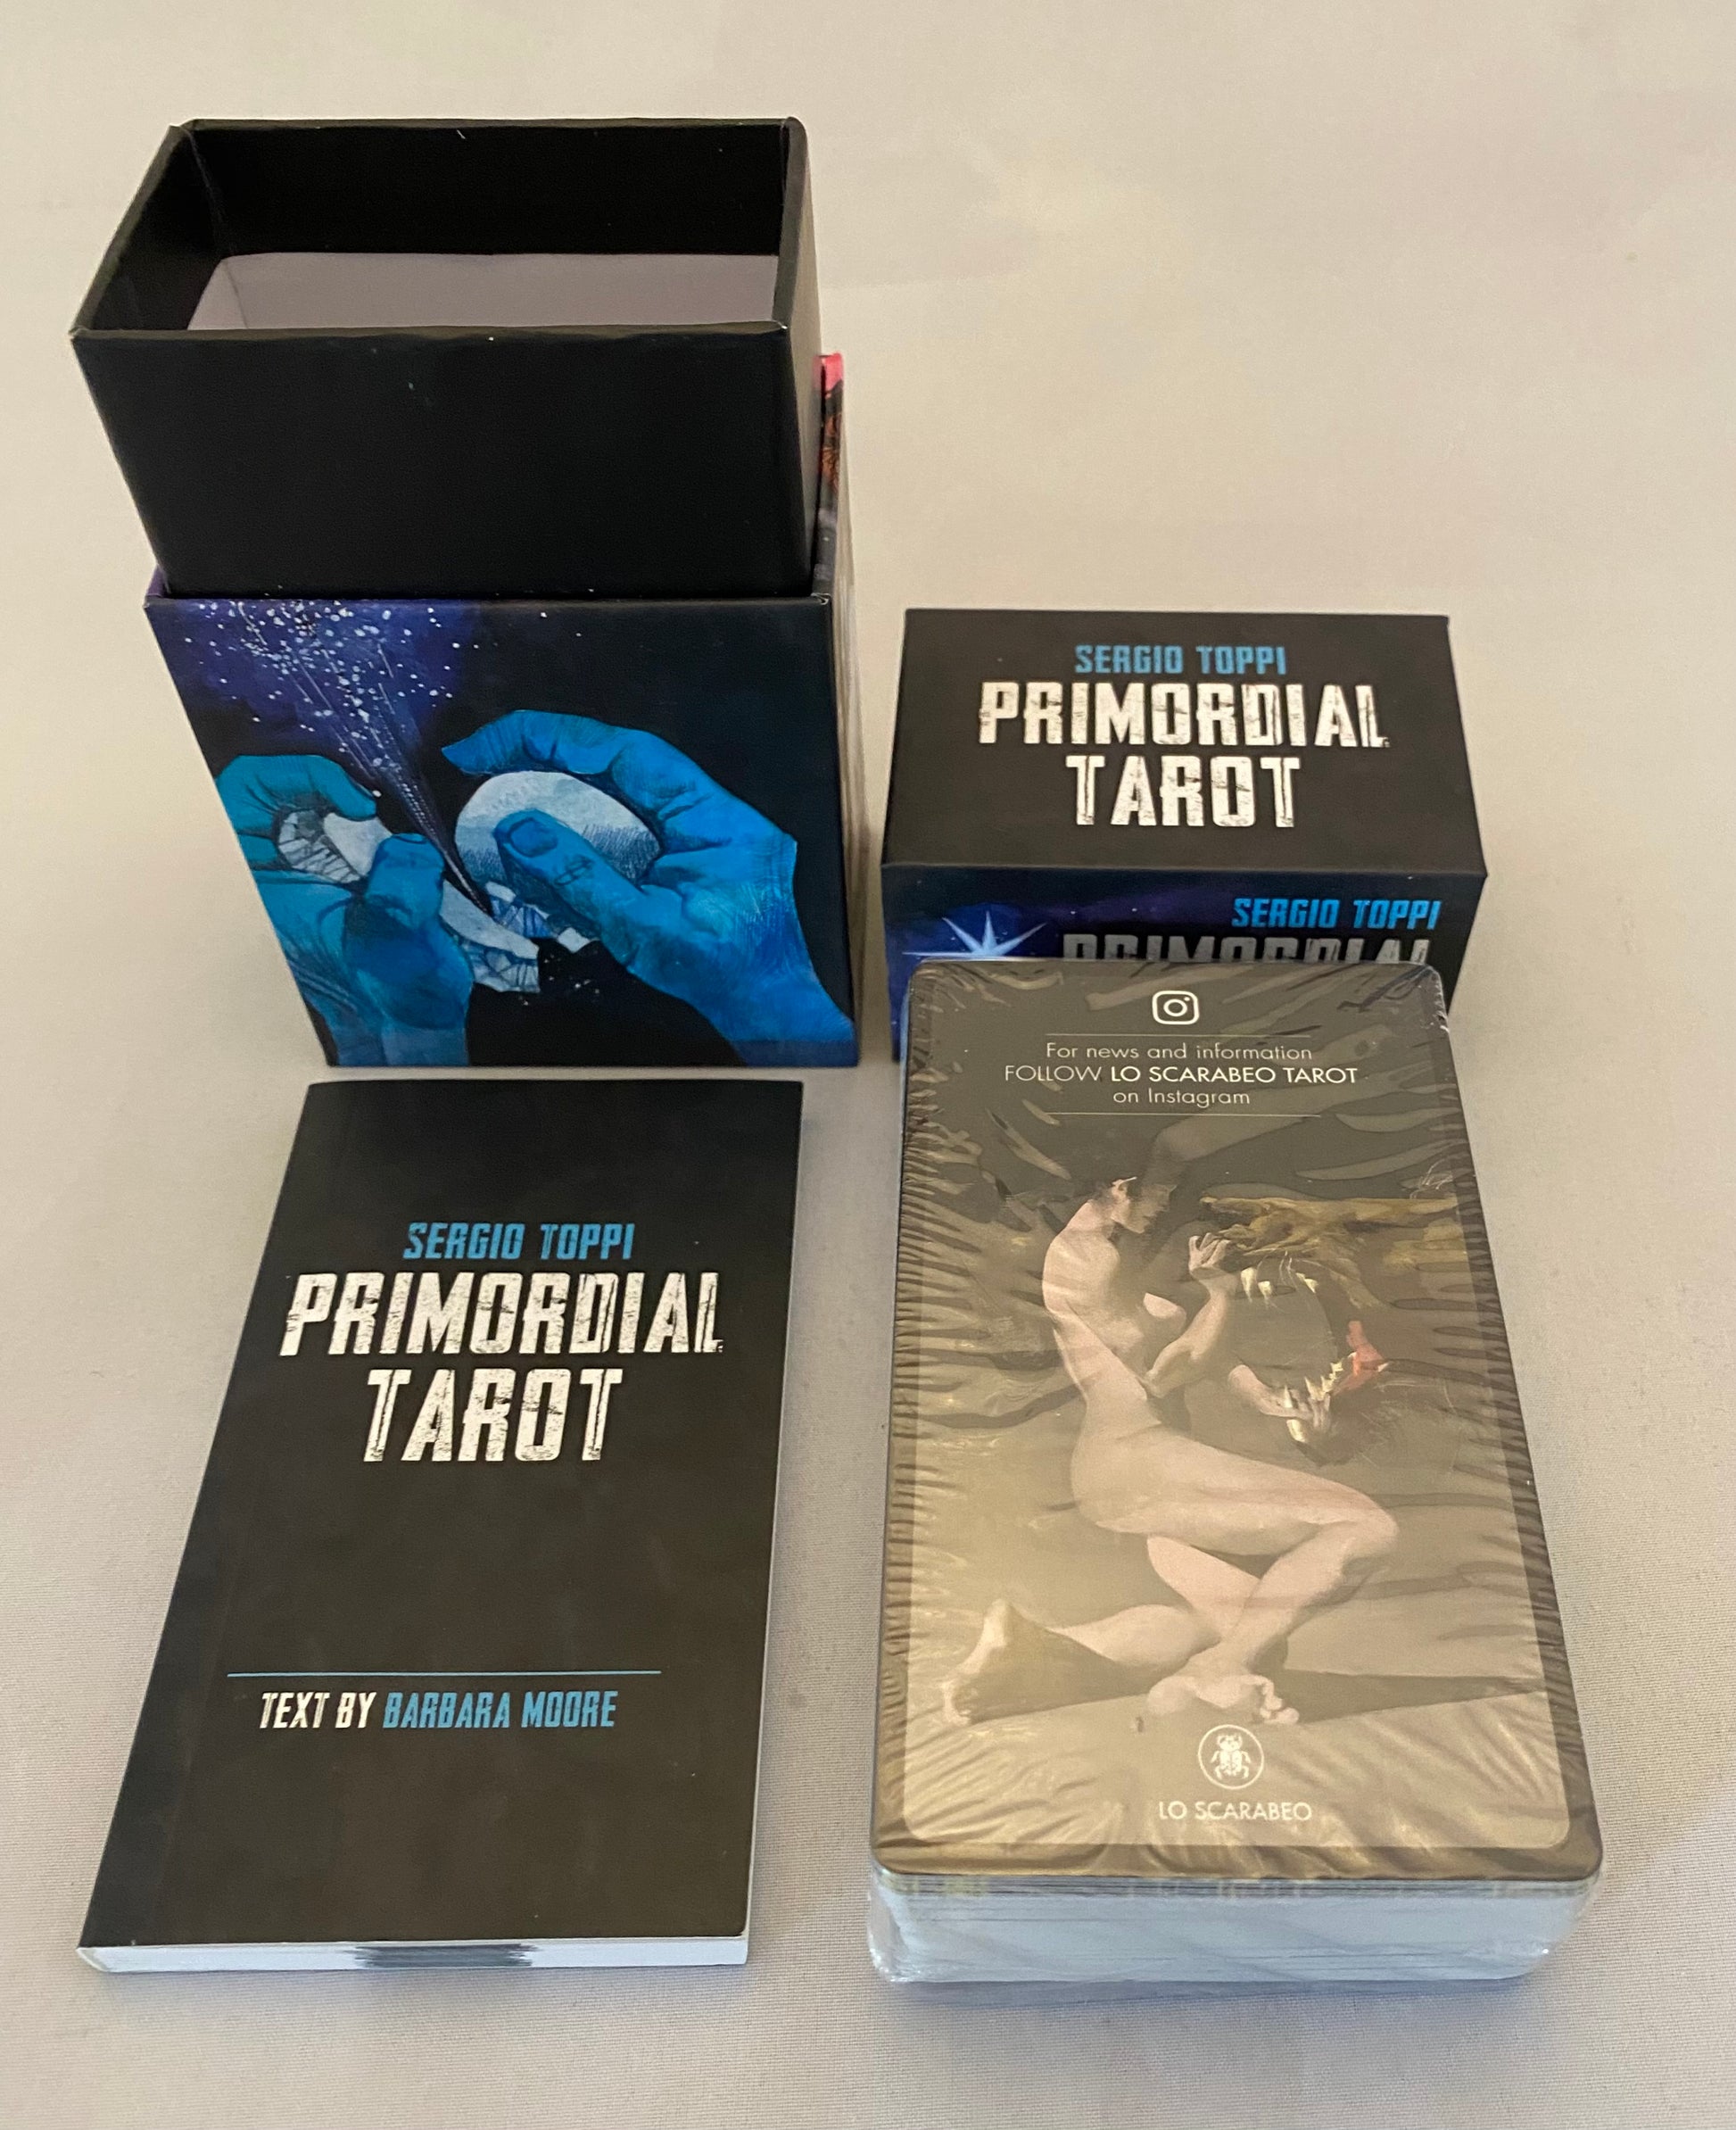 SERGIO TOPPI
PRIMORDIAL
TAROT
SERGIO TOPPI
PRIMORDIAL
For news and information
FOLLOW LO SCARABEO TAROT
on Instagram
LO SCARABEO
SERGIO TOPPI
PRIMORDIAL
TAROT
TEXT BY BARBARA MOORE